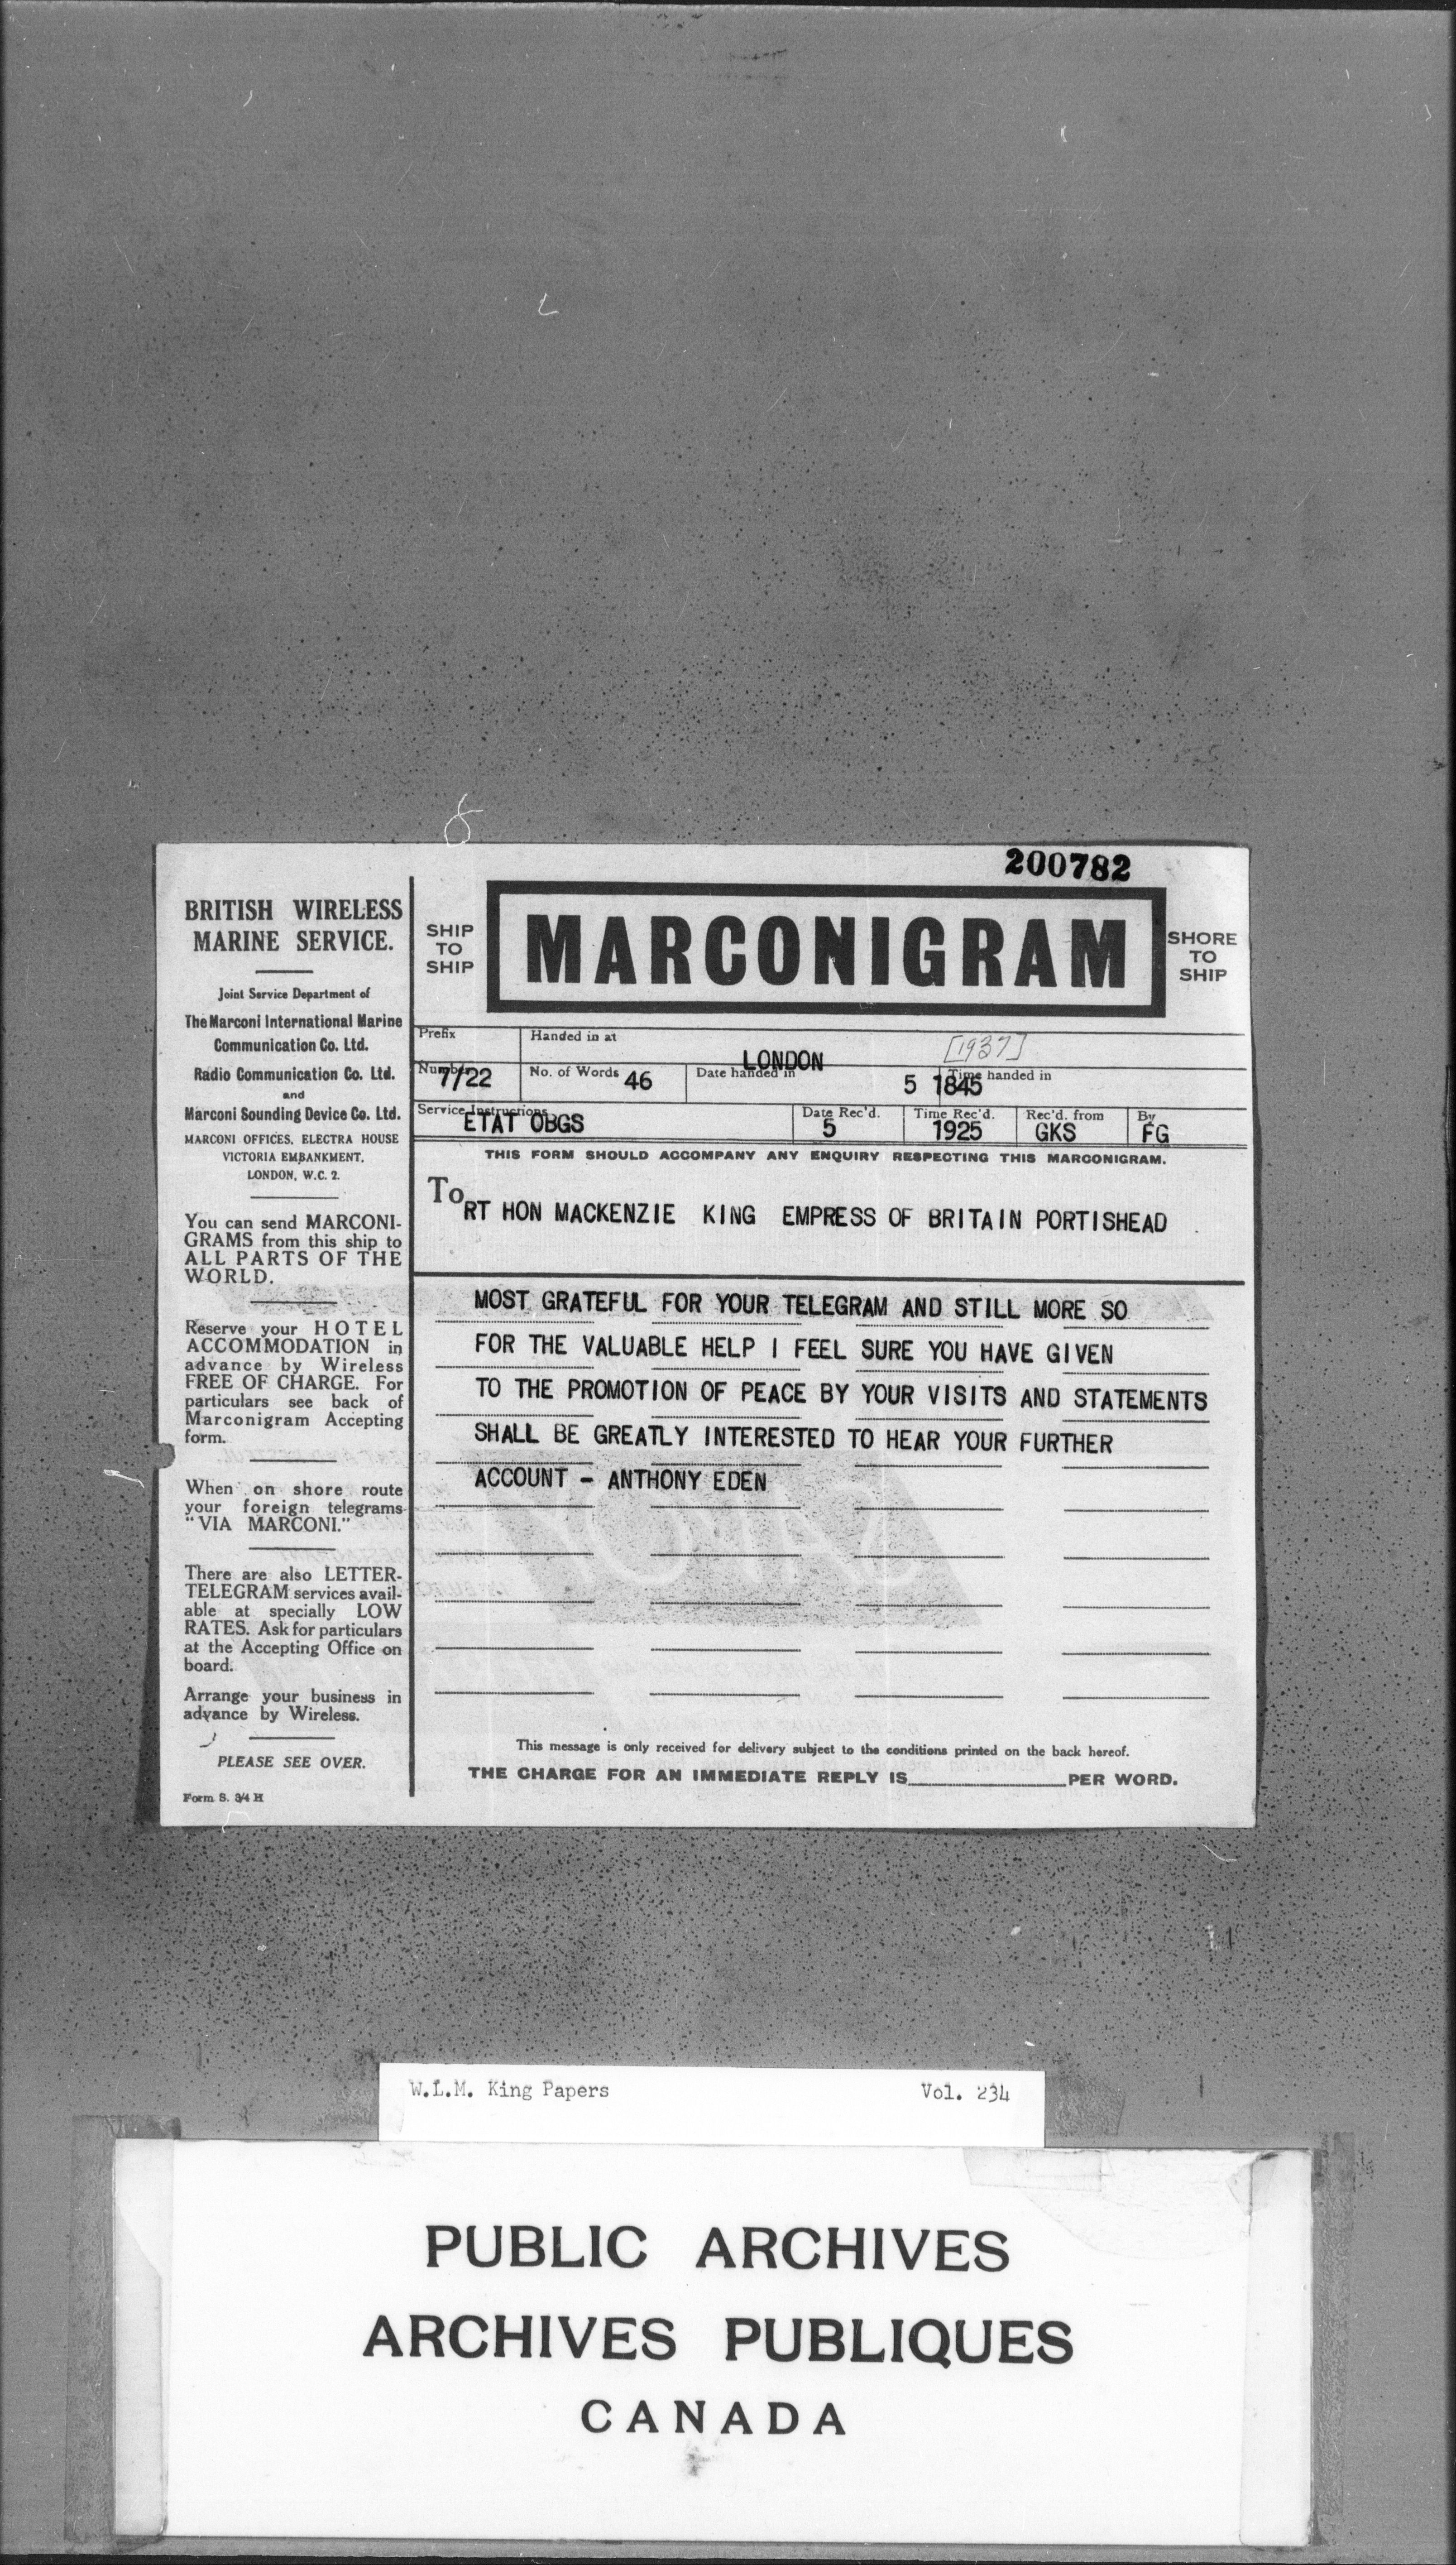 200782
BRITISH WIRELESS
MARINE SERVICE.
Joint Service Department of
The Marconi International Marine
Communication Co. Ltd.
Radio Communication Co. Ltd.
and
Marconi Sounding Device Co. Ltd.
MARCONI OFFICES, ELECTRA HOUSE
VICTORIA EMBANKMENT,
LONDON, W.C. 2.
You can send MARCONI-
GRAMS from this ship to
ALL PARTS OF THE
WORLD.
Reserve your HOTEL
ACCOMMODATION in
advance by Wireless
FREE OF CHARGE. For
particulars see back of
Marconigram Accepting
form.
When on shore route
your foreign telegrams
"VIA MARCONI."
There are also LETTER-
TELEGRAM services avail-
able at specially LOW
RATES. Ask for particulars
at the Accepting Office on
board.
Arrange your business in
advance by Wireless.
PLEASE SEE OVER.
Form S. 3/4 H
SHIP
TO
SHIP
MARCONIGRAM
SHORE
TO
SHIP
Prefix Handed in at LONDON [1937]
Number 7/22 No. of Words 46 Date handed in 5 Time handed in 1845
Service Instructions ETAT OBGS Date Rec'd. 5 Time Rec'd. 1925 Rec'd. from GKS By FG
THIS FORM SHOULD ACCOMPANY ANY ENQUIRY RESPECTING THIS MARCONIGRAM.
To RT HON MACKENZIE KING EMPRESS OF BRITAIN PORTISHEAD
MOST GRATEFUL FOR YOUR TELEGRAM AND STILL MORE SO
FOR THE VALUABLE HELP I FEEL SURE YOU HAVE GIVEN
TO THE PROMOTION OF PEACE BY YOUR VISITS AND STATEMENTS
SHALL BE GREATLY INTERESTED TO HEAR YOUR FURTHER
ACCOUNT - ANTHONY EDEN
This message is only received for delivery subject to the conditions printed on the back hereof.
THE CHARGE FOR AN IMMEDIATE REPLY IS PER WORD.
W.L.M. King Papers Vol. 234
PUBLIC ARCHIVES
ARCHIVES PUBLIQUES
CANADA